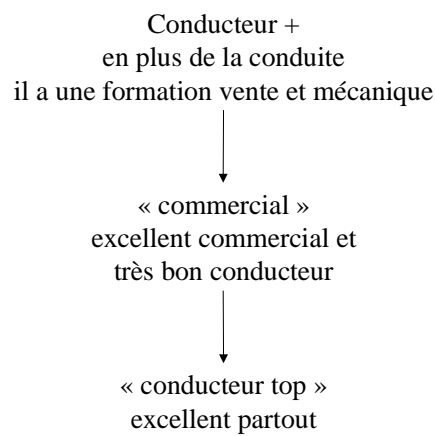 Conducteur +
en plus de la conduite
il a une formation vente et mécanique
« commercial »
excellent commercial et
très bon conducteur
« conducteur top »
excellent partout